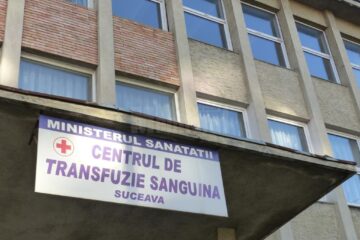 MINISTERUL SANATATII
CENTRUL DE
TRANSFUZIE SANGUINA
SUCEAVA